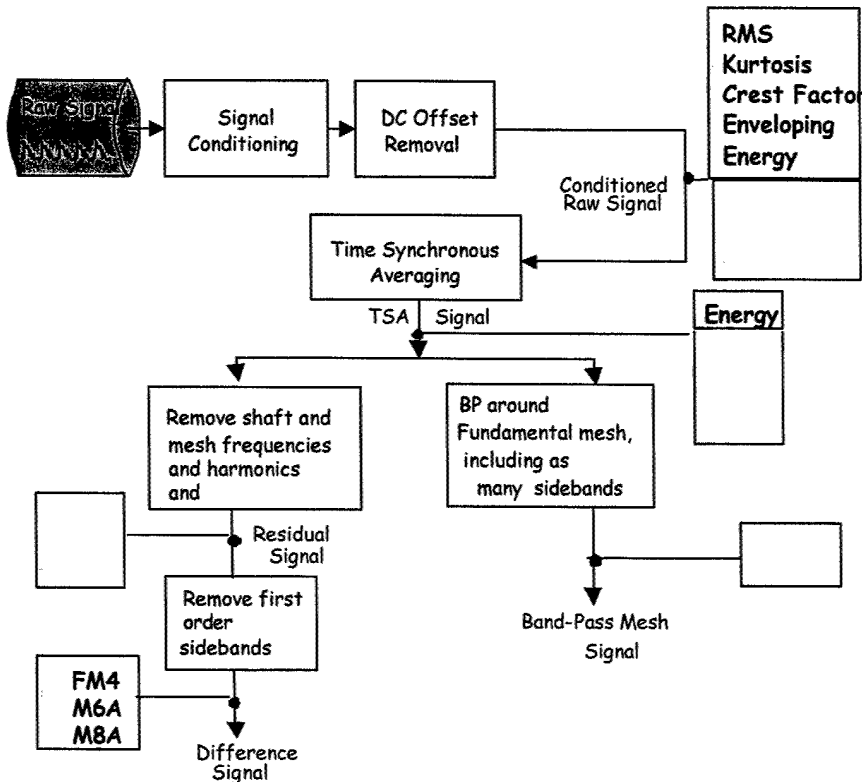 Raw Signal
Signal
Conditioning
DC Offset
Removal
RMS
Kurtosis
Crest Factor
Enveloping
Energy
Conditioned
Raw Signal
Time Synchronous
Averaging
TSA Signal
Energy
Remove shaft and
mesh frequencies
and harmonics
and
BP around
Fundamental mesh,
including as
many sidebands
Residual
Signal
Remove first
order
sidebands
Band-Pass Mesh
Signal
FM4
M6A
M8A
Difference
Signal